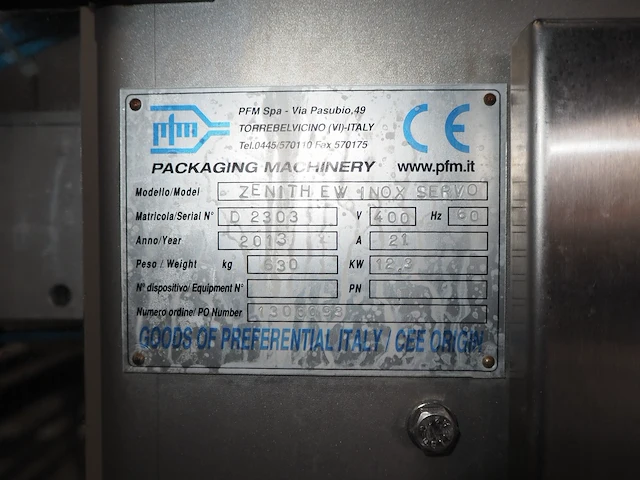 pfm
PFM Spa - Via Pasubio,49
TORREBELVICINO (VI)-ITALY
Tel.0445/570110 Fax 570175
CE
PACKAGING MACHINERY www.pfm.it
Modello/Model ZENITH EW INOX SERVO
Matricola/Serial N° D 2303 V 400 Hz 60
Anno/Year 2013 A 21
Peso / Weight kg 630 KW 12,3
N° dispositivo/Equipment N° PN
Numero ordine/PO Number
GOODS OF PREFERENTIAL ITALY / CEE ORIGIN